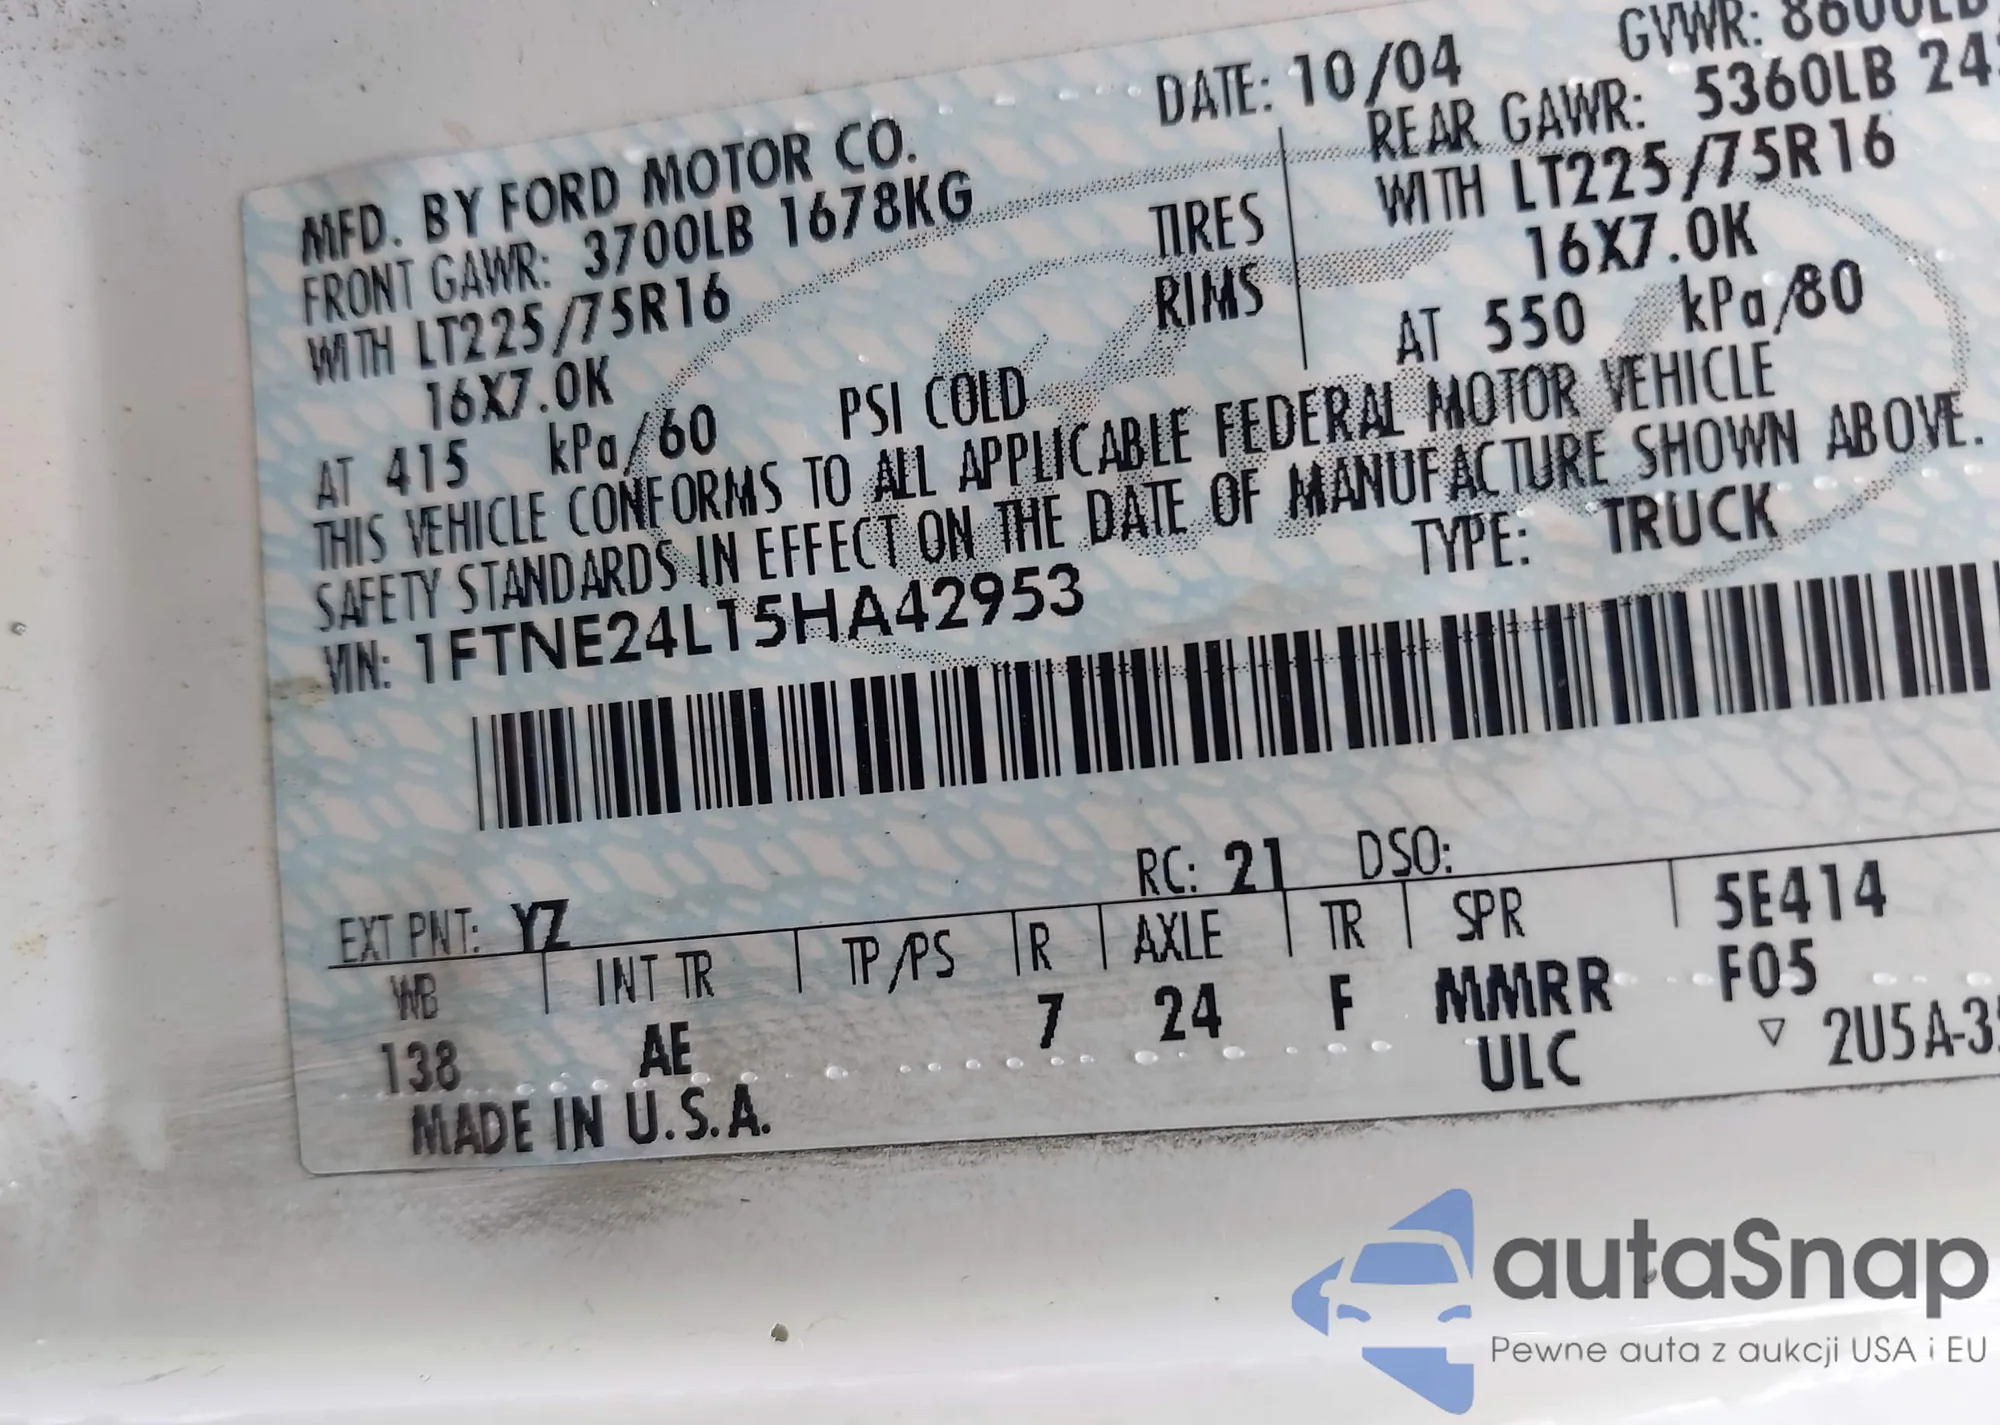 MFD. BY FORD MOTOR CO.
DATE: 10/04
GVWR: 8600LB
FRONT GAWR: 3700LB 1678KG
REAR GAWR: 5360LB
WITH LT225/75R16
TIRES
WITH LT225/75R16
16X7.0K
RIMS
16X7.0K
AT 415 kPa/60 PSI COLD
AT 550 kPa/80
THIS VEHICLE CONFORMS TO ALL APPLICABLE FEDERAL MOTOR VEHICLE
SAFETY STANDARDS IN EFFECT ON THE DATE OF MANUFACTURE SHOWN ABOVE.
VIN: 1FTNE24L15HA42953
TYPE: TRUCK
EXT PNT: YZ
RC: 21 DSO:
WB INT TR TP/PS R AXLE TR SPR 5E414
138 AE 7 24 F MMRR F05
ULC
▽ 2U5A-3
MADE IN U.S.A.
autaSnap
Pewne auta z aukcji USA i EU